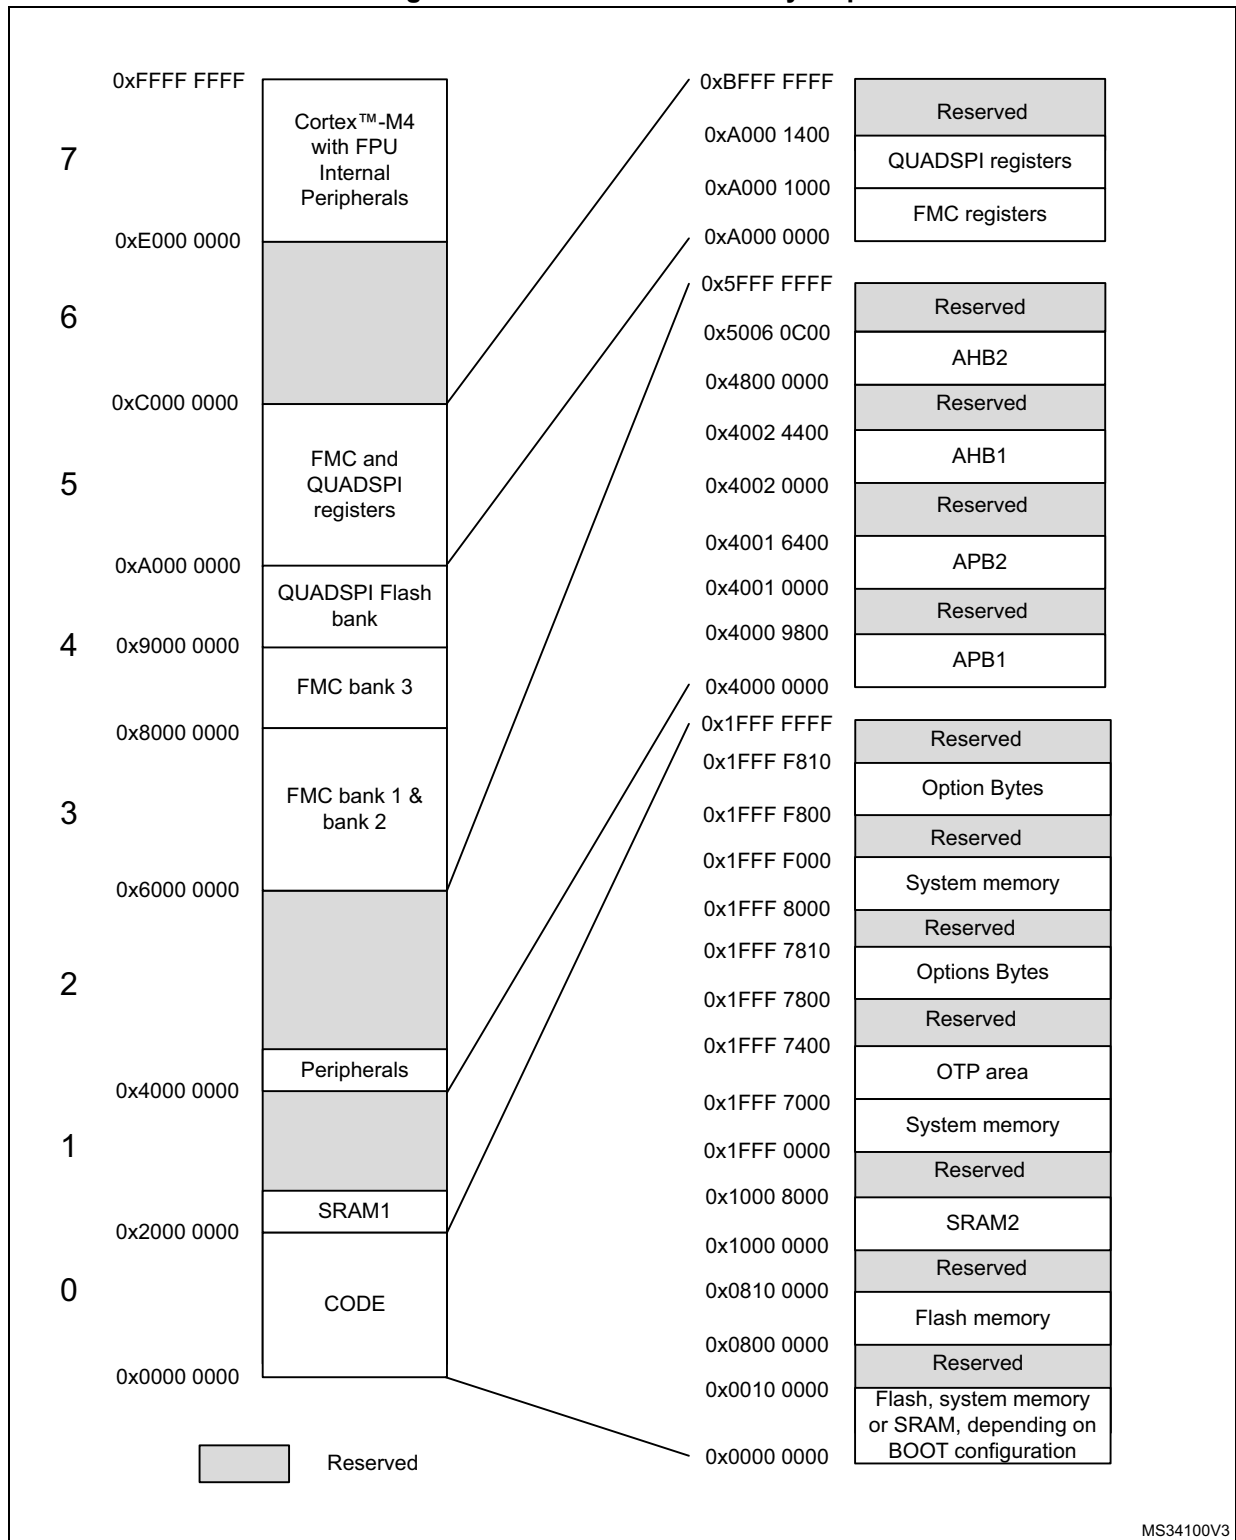 0xFFFF FFFF
Cortex™-M4
with FPU
Internal
Peripherals
7
0xE000 0000
6
0xC000 0000
FMC and
QUADSPI
registers
5
0xA000 0000
QUADSPI Flash
bank
4
0x9000 0000
FMC bank 3
0x8000 0000
FMC bank 1 &
bank 2
3
0x6000 0000
2
Peripherals
0x4000 0000
1
SRAM1
0x2000 0000
0
CODE
0x0000 0000
Reserved
0xBFFF FFFF
Reserved
0xA000 1400
QUADSPI registers
0xA000 1000
FMC registers
0xA000 0000
0x5FFF FFFF
Reserved
0x5006 0C00
AHB2
0x4800 0000
Reserved
0x4002 4400
AHB1
0x4002 0000
Reserved
0x4001 6400
APB2
0x4001 0000
Reserved
0x4000 9800
APB1
0x4000 0000
0x1FFF FFFF
Reserved
0x1FFF F810
Option Bytes
0x1FFF F800
Reserved
0x1FFF F000
System memory
0x1FFF 8000
Reserved
0x1FFF 7810
Options Bytes
0x1FFF 7800
Reserved
0x1FFF 7400
OTP area
0x1FFF 7000
System memory
0x1FFF 0000
Reserved
0x1000 8000
SRAM2
0x1000 0000
Reserved
0x0810 0000
Flash memory
0x0800 0000
Reserved
0x0010 0000
Flash, system memory
or SRAM, depending on
BOOT configuration
0x0000 0000
MS34100V3